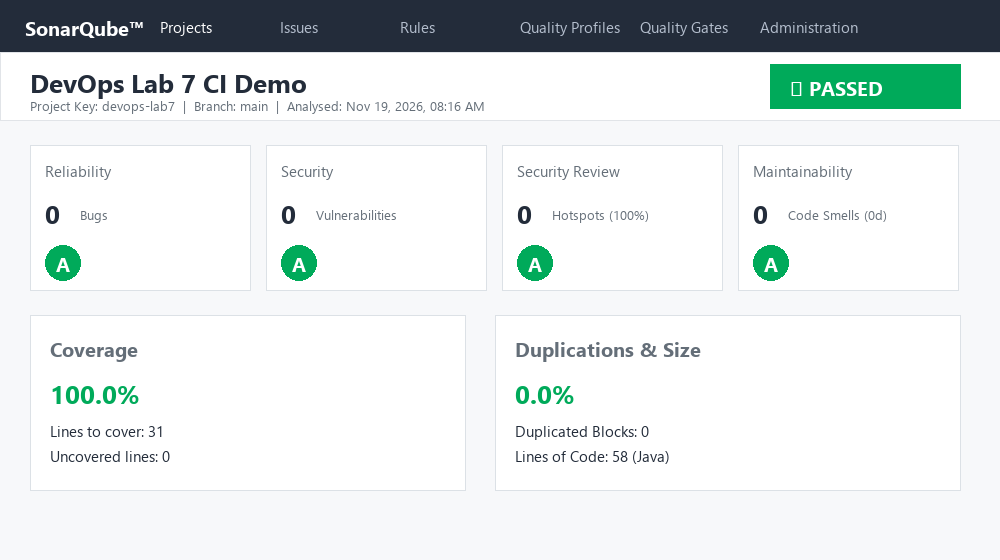 SonarQube™ Projects Issues Rules Quality Profiles Quality Gates Administration
DevOps Lab 7 CI Demo
Project Key: devops-lab7 | Branch: main | Analysed: Nov 19, 2026, 08:16 AM
PASSED
Reliability
0 Bugs
A
Security
0 Vulnerabilities
A
Security Review
0 Hotspots (100%)
A
Maintainability
0 Code Smells (0d)
A
Coverage
100.0%
Lines to cover: 31
Uncovered lines: 0
Duplications & Size
0.0%
Duplicated Blocks: 0
Lines of Code: 58 (Java)